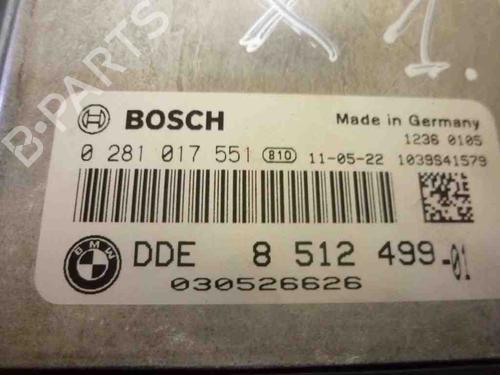 X 1.
B-PARTS
BOSCH
Made in Germany
1236 0105
0 281 017 551 810 11-05-22 1039S41579
BMW
DDE 8 512 499-01
030526626